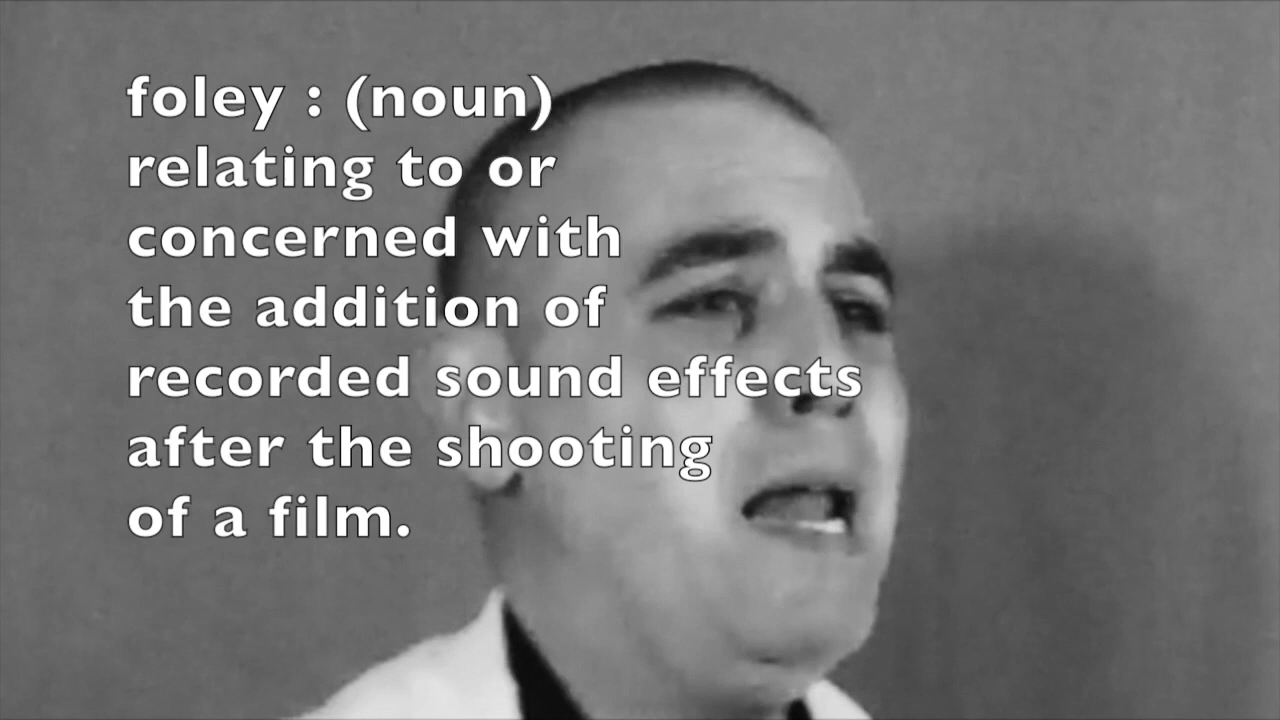 foley : (noun)
relating to or
concerned with
the addition of
recorded sound effects
after the shooting
of a film.